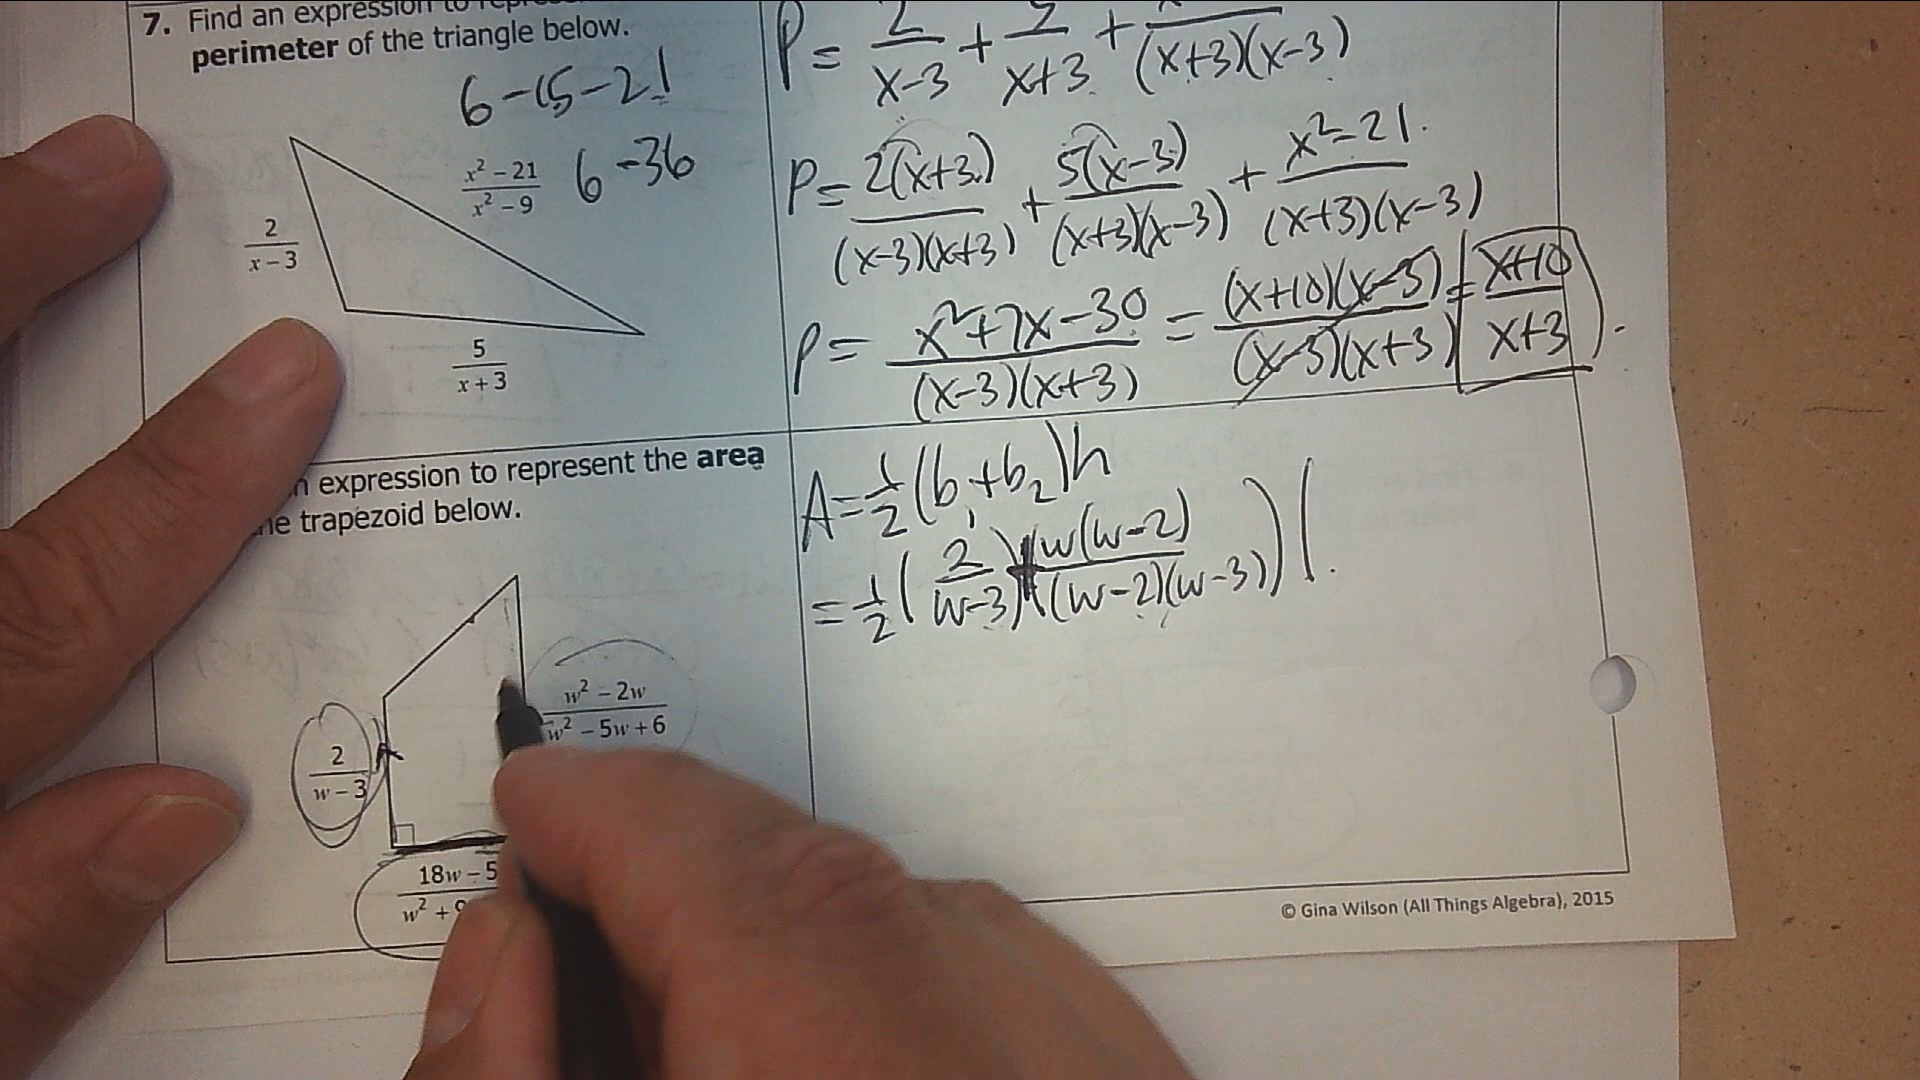 7. Find an expression to
perimeter of the triangle below.
6-15-21
x² - 21
x² - 9
6-36
2
x - 3
5
x + 3
P= 2/x-3 + /x+3 + /(x+3)(x-3)
P= 2(x+3)/(x-3)(x+3) + 5(x-3)/(x+3)(x-3) + x²-21/(x+3)(x-3)
P= x²+7x-30/(x-3)(x+3) = (x+10)(x-3)/(x-3)(x+3) = x+10/x+3
expression to represent the area
trapezoid below.
w² - 2w
w² - 5w + 6
2
w - 3
18w - 5
w² +
A=1/2(b1+b2)h
=1/2(2/w-3 + w(w-2)/(w-2)(w-3))(
© Gina Wilson (All Things Algebra), 2015